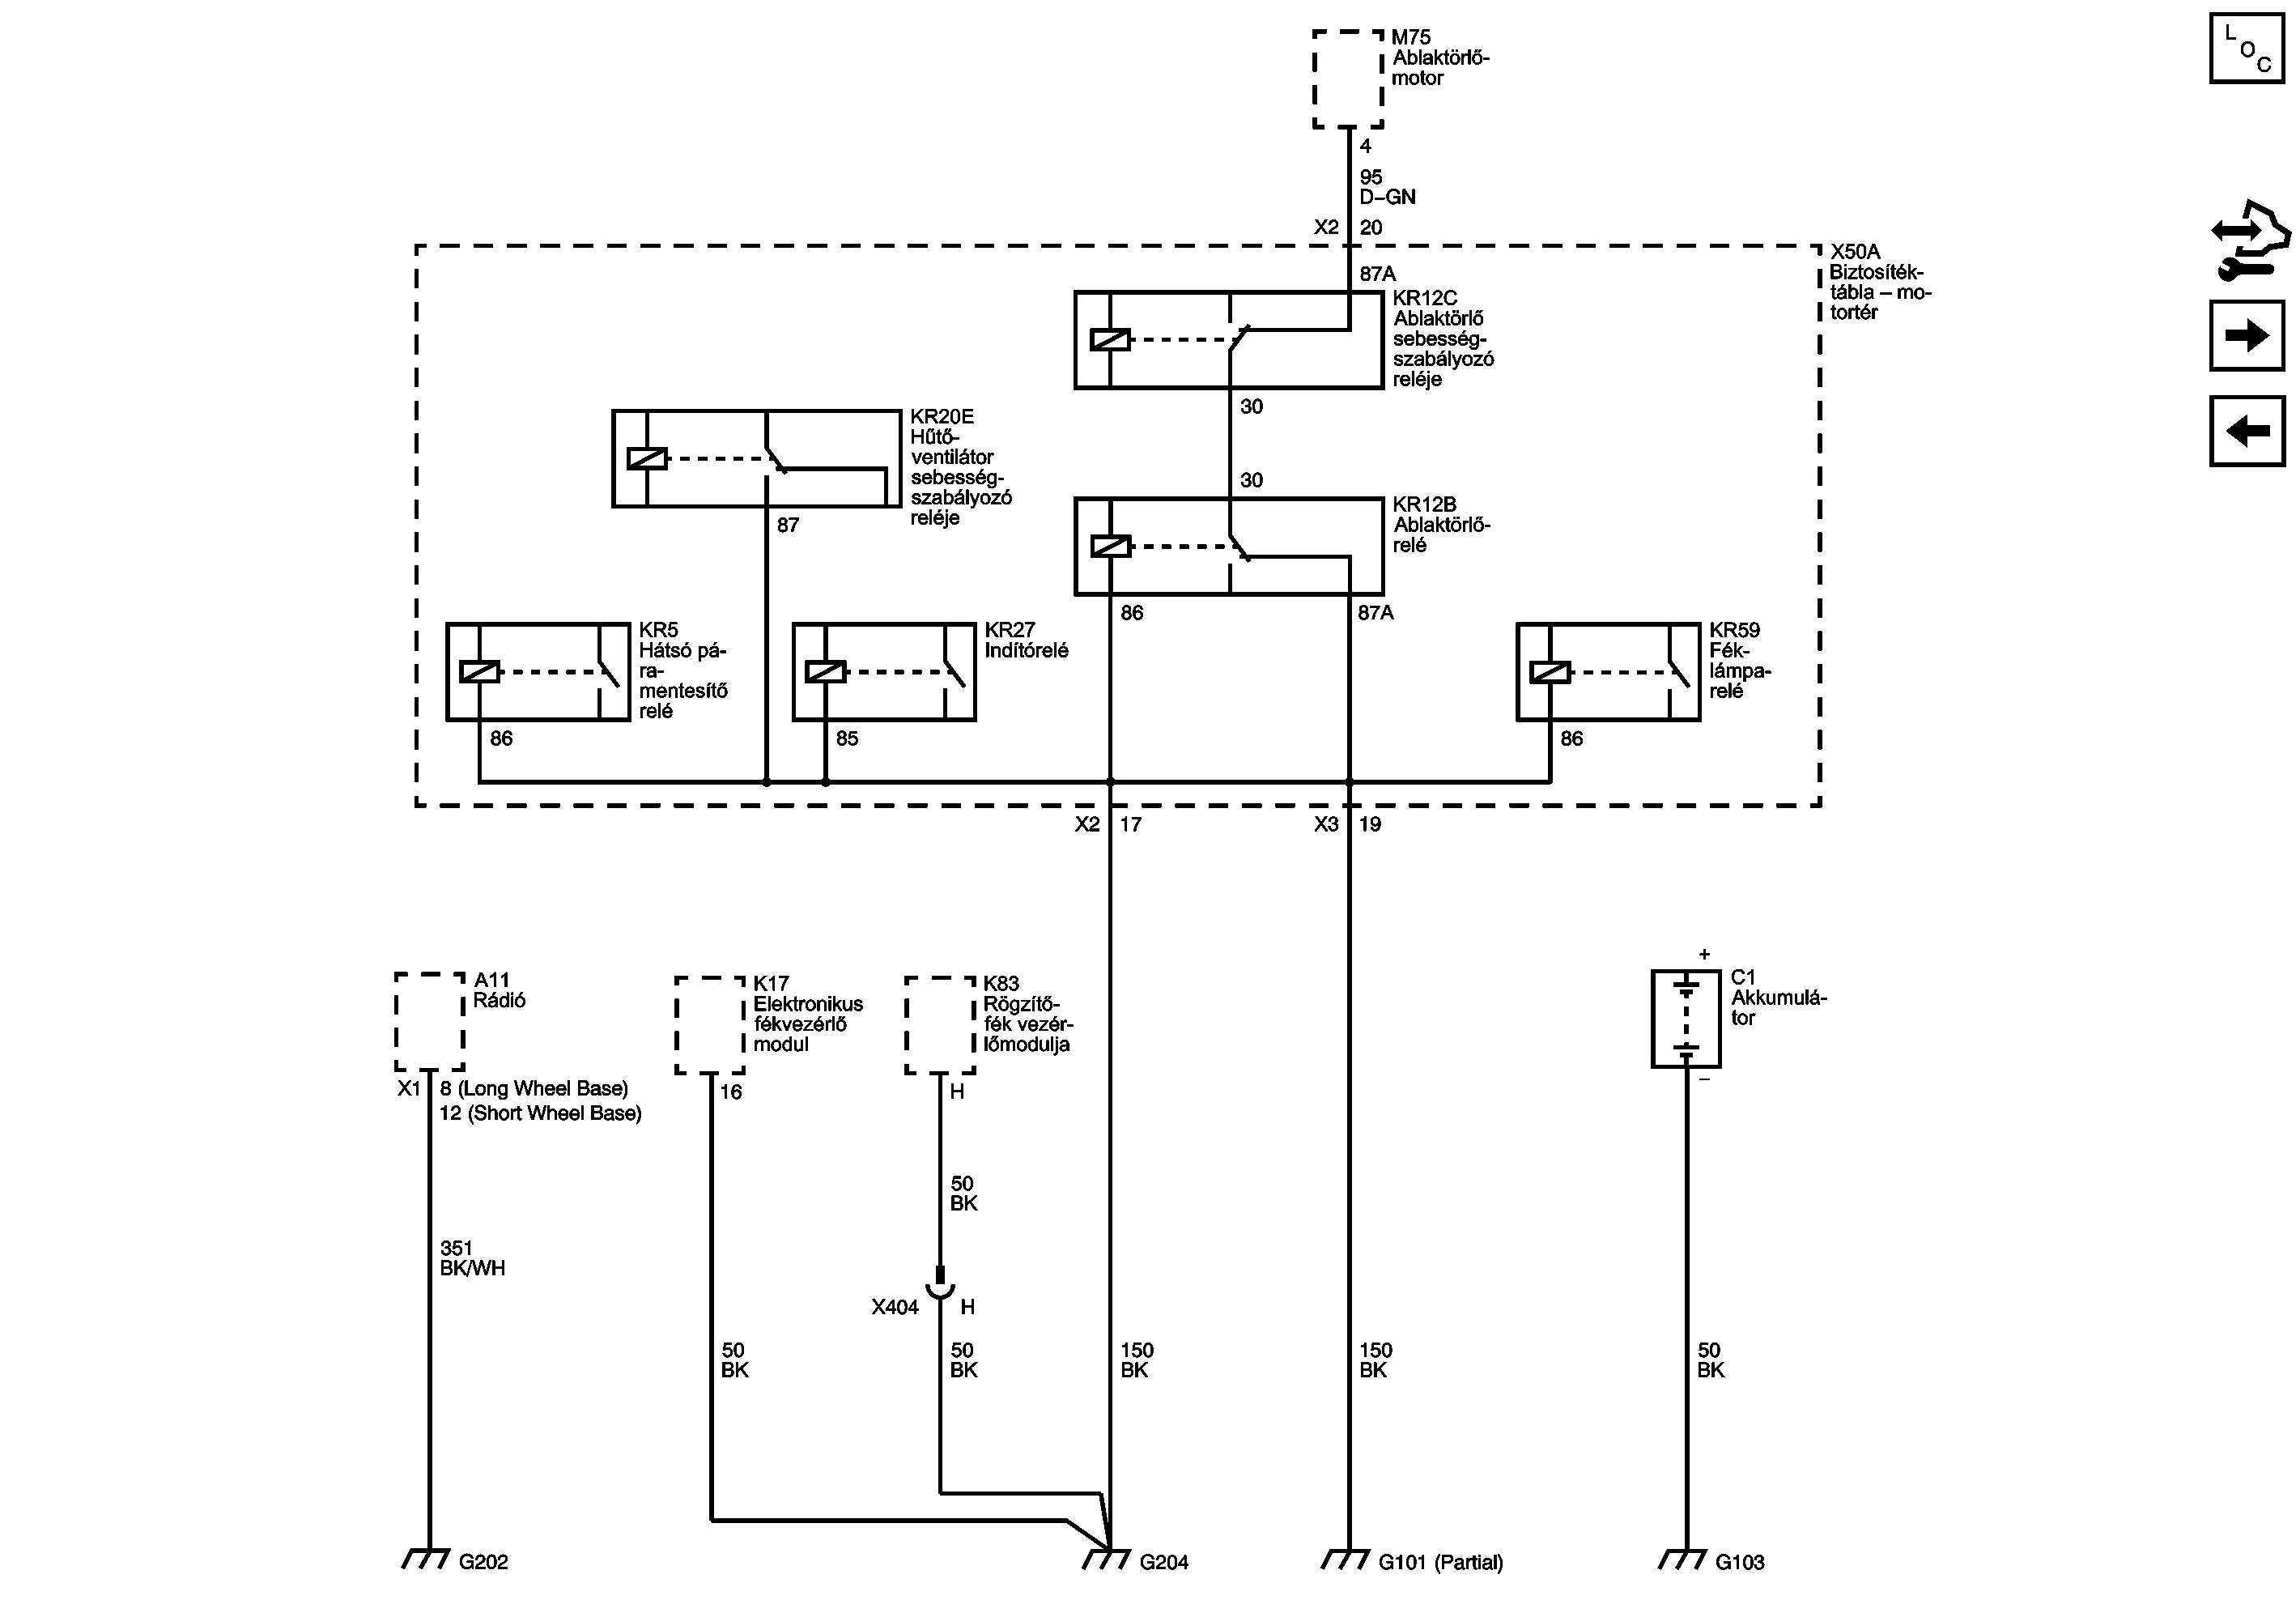 L
O
C
M75
Ablaktörlő-
motor
4
95
D–GN
X2 20
X50A
Biztosíték-
tábla – mo-
tortér
87A
KR12C
Ablaktörlő
sebesség-
szabályozó
reléje
30
KR20E
Hűtő-
ventilátor
sebesség-
szabályozó
reléje
87
30
KR12B
Ablaktörlő-
relé
86
87A
KR5
Hátsó pá-
ra-
mentesítő
relé
86
KR27
Indítórelé
85
KR59
Fék-
lámpa-
relé
86
X2 17
X3 19
A11
Rádió
X1 8 (Long Wheel Base)
12 (Short Wheel Base)
K17
Elektronikus
fékvezérlő
modul
16
K83
Rögzítő-
fék vezér-
lőmodulja
H
+
C1
Akkumulá-
tor
–
50
BK
351
BK/WH
X404 H
50
BK
50
BK
150
BK
150
BK
50
BK
G202
G204
G101 (Partial)
G103